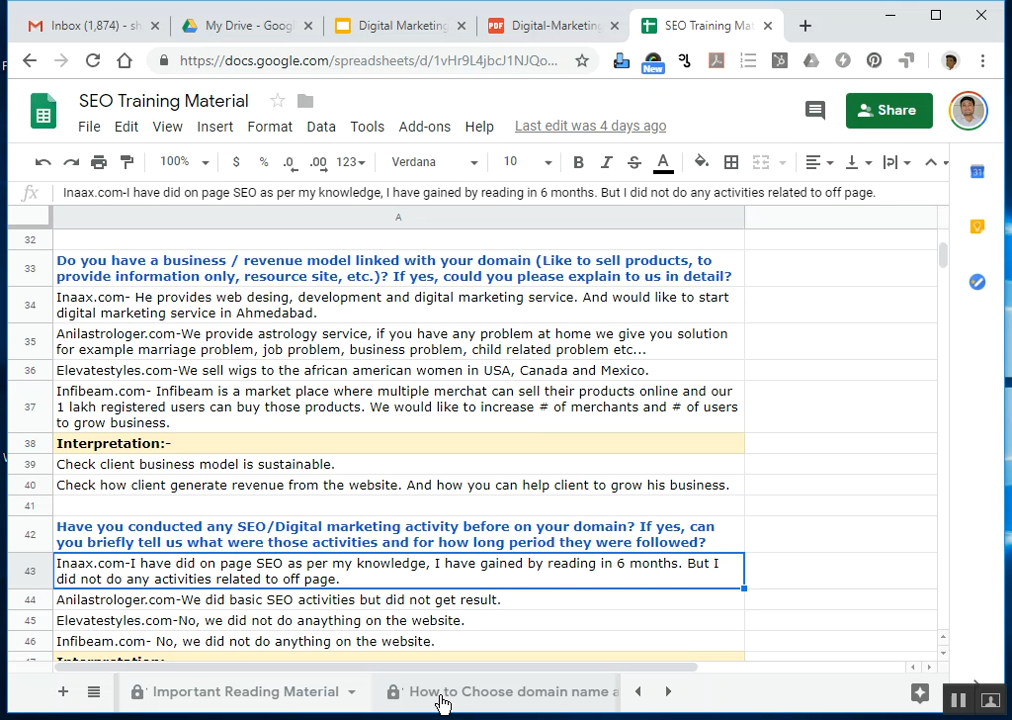 Inbox (1,874) - sh
My Drive - Goog
Digital Marketing
PDF
Digital-Marketin
SEO Training Mat
https://docs.google.com/spreadsheets/d/1vHr9L4jbcJ1NJQo...
New
SEO Training Material
File Edit View Insert Format Data Tools Add-ons Help Last edit was 4 days ago
Share
100% $ % .0 .00 123 Verdana 10 B I S A
fx Inaax.com-I have did on page SEO as per my knowledge, I have gained by reading in 6 months. But I did not do any activities related to off page.
A
32
33 Do you have a business / revenue model linked with your domain (Like to sell products, to
provide information only, resource site, etc.)? If yes, could you please explain to us in detail?
34 Inaax.com- He provides web desing, development and digital marketing service. And would like to start
digital marketing service in Ahmedabad.
35 Anilastrologer.com-We provide astrology service, if you have any problem at home we give you solution
for example marriage problem, job problem, business problem, child related problem etc...
36 Elevatestyles.com-We sell wigs to the african american women in USA, Canada and Mexico.
37 Infibeam.com- Infibeam is a market place where multiple merchat can sell their products online and our
1 lakh registered users can buy those products. We would like to increase # of merchants and # of users
to grow business.
38 Interpretation:-
39 Check client business model is sustainable.
40 Check how client generate revenue from the website. And how you can help client to grow his business.
41
42 Have you conducted any SEO/Digital marketing activity before on your domain? If yes, can
you briefly tell us what were those activities and for how long period they were followed?
43 Inaax.com-I have did on page SEO as per my knowledge, I have gained by reading in 6 months. But I
did not do any activities related to off page.
44 Anilastrologer.com-We did basic SEO activities but did not get result.
45 Elevatestyles.com-No, we did not do anaything on the website.
46 Infibeam.com- No, we did not do anything on the website.
47 Interpretation:-
Important Reading Material
How to Choose domain name a
31